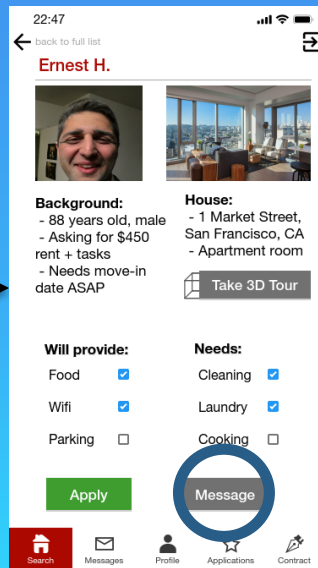 22:47
back to full list
Ernest H.
Background:
- 88 years old, male
- Asking for $450
rent + tasks
- Needs move-in
date ASAP
House:
- 1 Market Street,
San Francisco, CA
- Apartment room
Take 3D Tour
Will provide:
Food
Wifi
Parking
Needs:
Cleaning
Laundry
Cooking
Apply
Message
Search
Messages
Profile
Applications
Contract